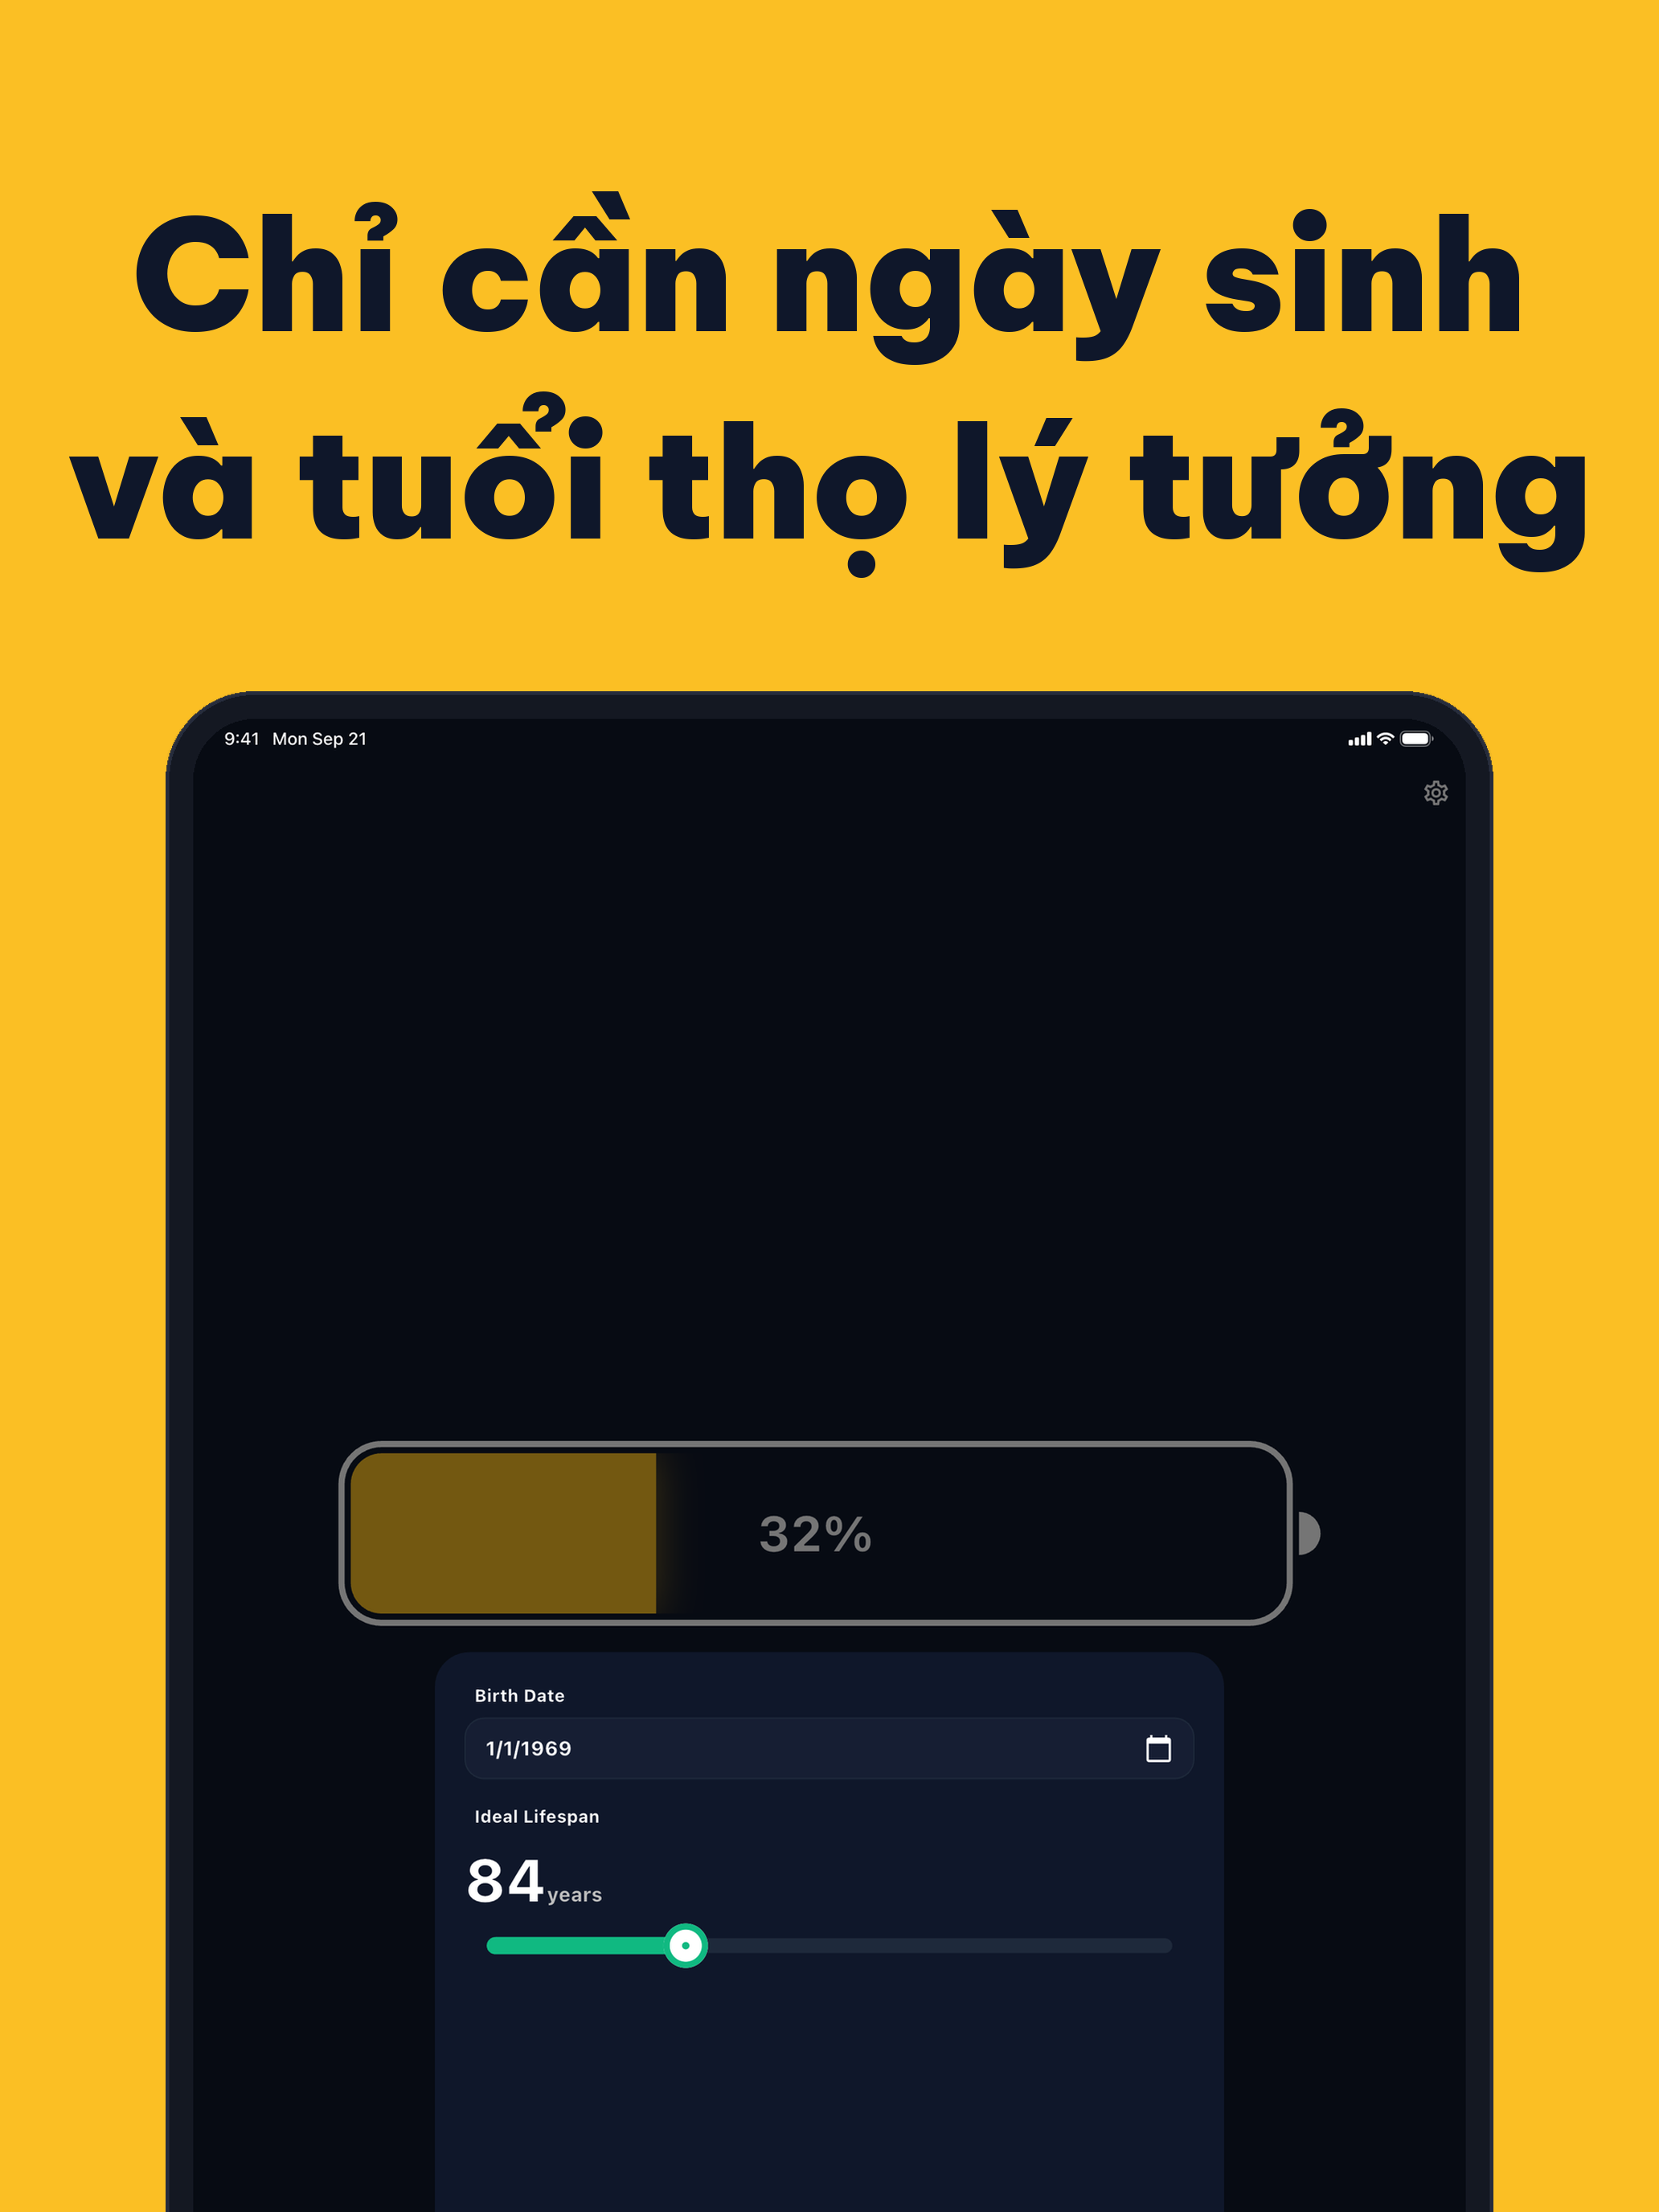 Chỉ cần ngày sinh
và tuổi thọ lý tưởng
9:41 Mon Sep 21
32%
Birth Date
1/1/1969
Ideal Lifespan
84 years